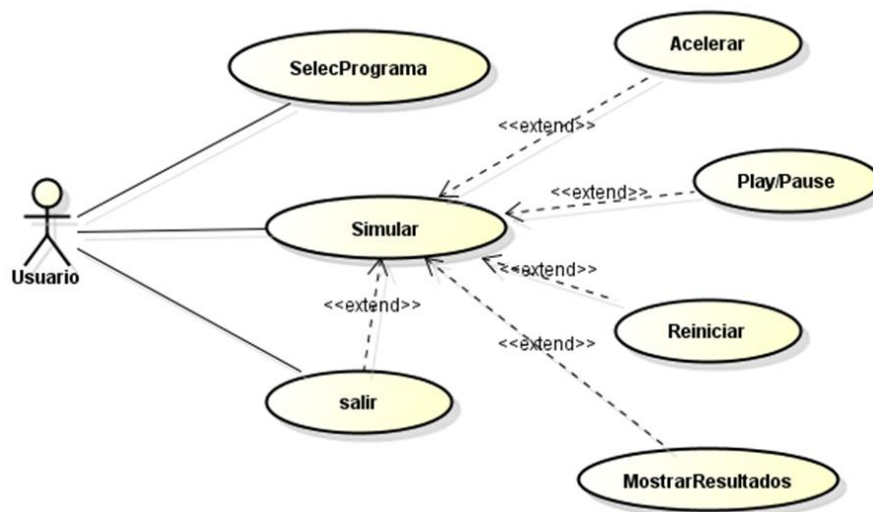 Acelerar
SelecPrograma
<<extend>>
Play/Pause
<<extend>>
Simular
Usuario
<<extend>>
<<extend>>
Reiniciar
<<extend>>
salir
MostrarResultados